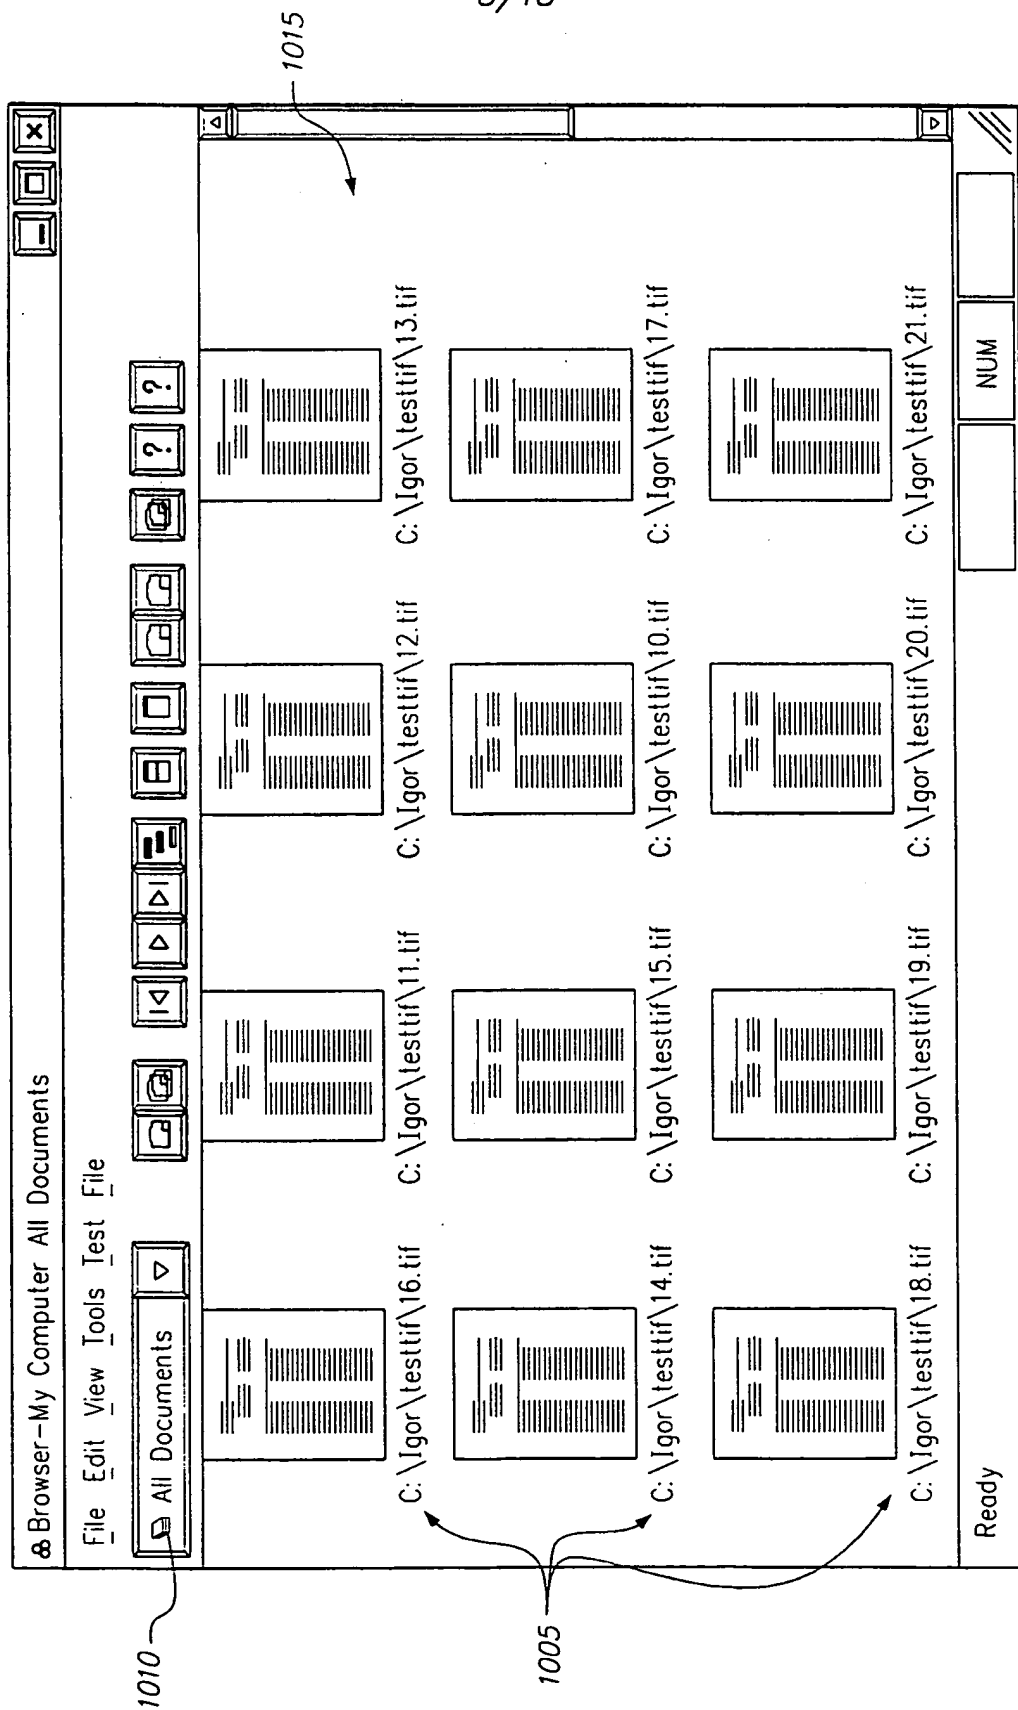 1015
Browser-My Computer All Documents
File Edit View Tools Test File
All Documents
? ?
1010
C: \Igor\testtif\16.tif C: \Igor\testtif\11.tif C: \Igor\testtif\12.tif C: \Igor\testtif\13.tif
C: \Igor\testtif\14.tif C: \Igor\testtif\15.tif C: \Igor\testtif\10.tif C: \Igor\testtif\17.tif
C: \Igor\testtif\18.tif C: \Igor\testtif\19.tif C: \Igor\testtif\20.tif C: \Igor\testtif\21.tif
1005
Ready NUM